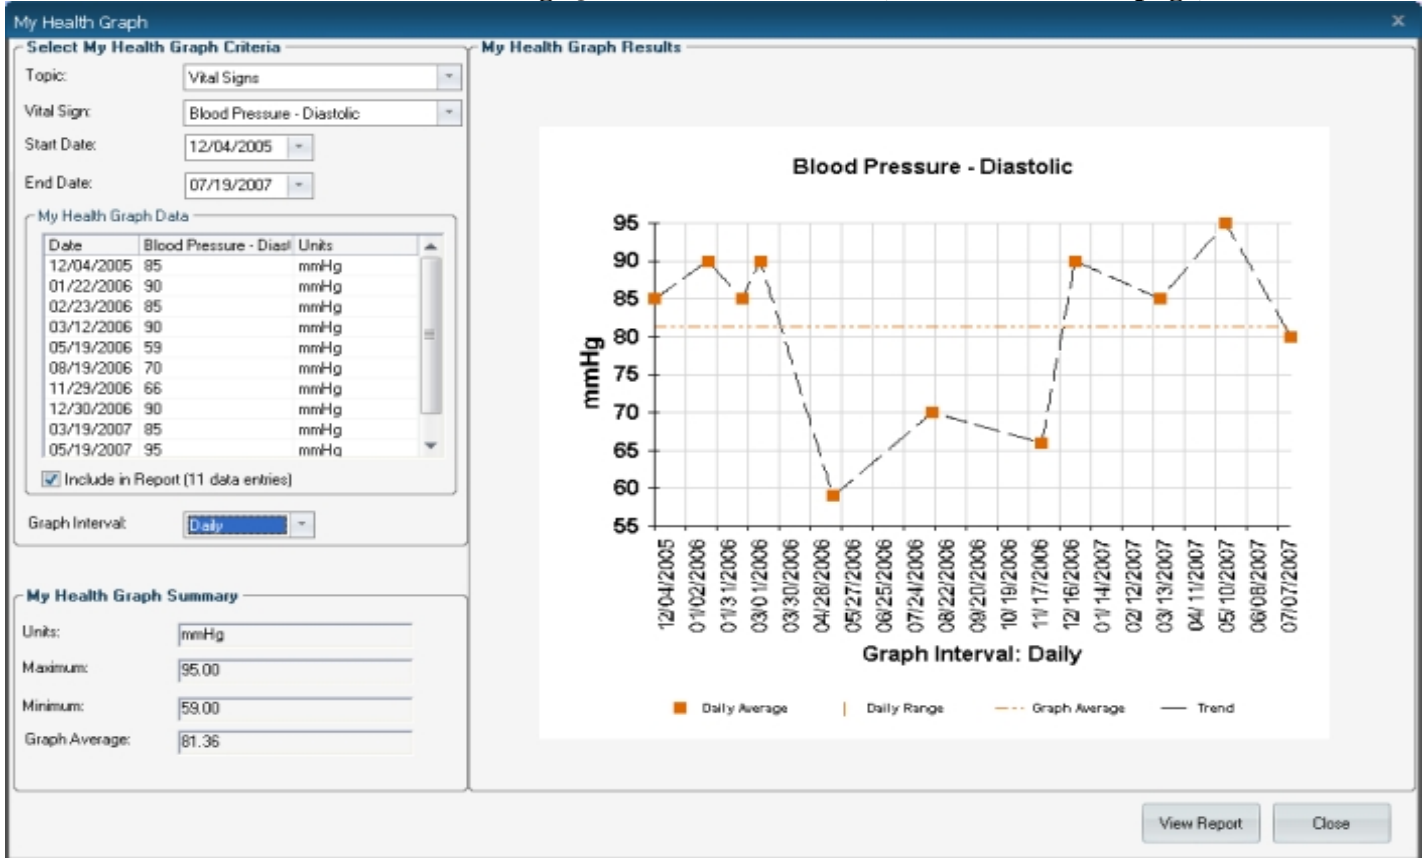 My Health Graph
Select My Health Graph Criteria
Topic: Vital Signs
Vital Sign: Blood Pressure - Diastolic
Start Date: 12/04/2005
End Date: 07/19/2007
My Health Graph Data
Date Blood Pressure - Diast Units
12/04/2005 85 mmHg
01/22/2006 90 mmHg
02/23/2006 85 mmHg
03/12/2006 90 mmHg
05/19/2006 59 mmHg
08/19/2006 70 mmHg
11/29/2006 66 mmHg
12/30/2006 90 mmHg
03/19/2007 85 mmHg
05/19/2007 95 mmHg
Include in Report (11 data entries)
Graph Interval: Daily
My Health Graph Summary
Units: mmHg
Maximum: 95.00
Minimum: 59.00
Graph Average: 81.36
My Health Graph Results
Blood Pressure - Diastolic
mmHg
95
90
85
80
75
70
65
60
55
12/04/2005
01/02/2006
01/31/2006
03/01/2006
03/30/2006
04/28/2006
05/27/2006
06/25/2006
07/24/2006
08/22/2006
09/20/2006
10/19/2006
11/17/2006
12/16/2006
01/14/2007
02/12/2007
03/13/2007
04/11/2007
05/10/2007
06/08/2007
07/07/2007
Graph Interval: Daily
Daily Average Daily Range Graph Average Trend
View Report Close